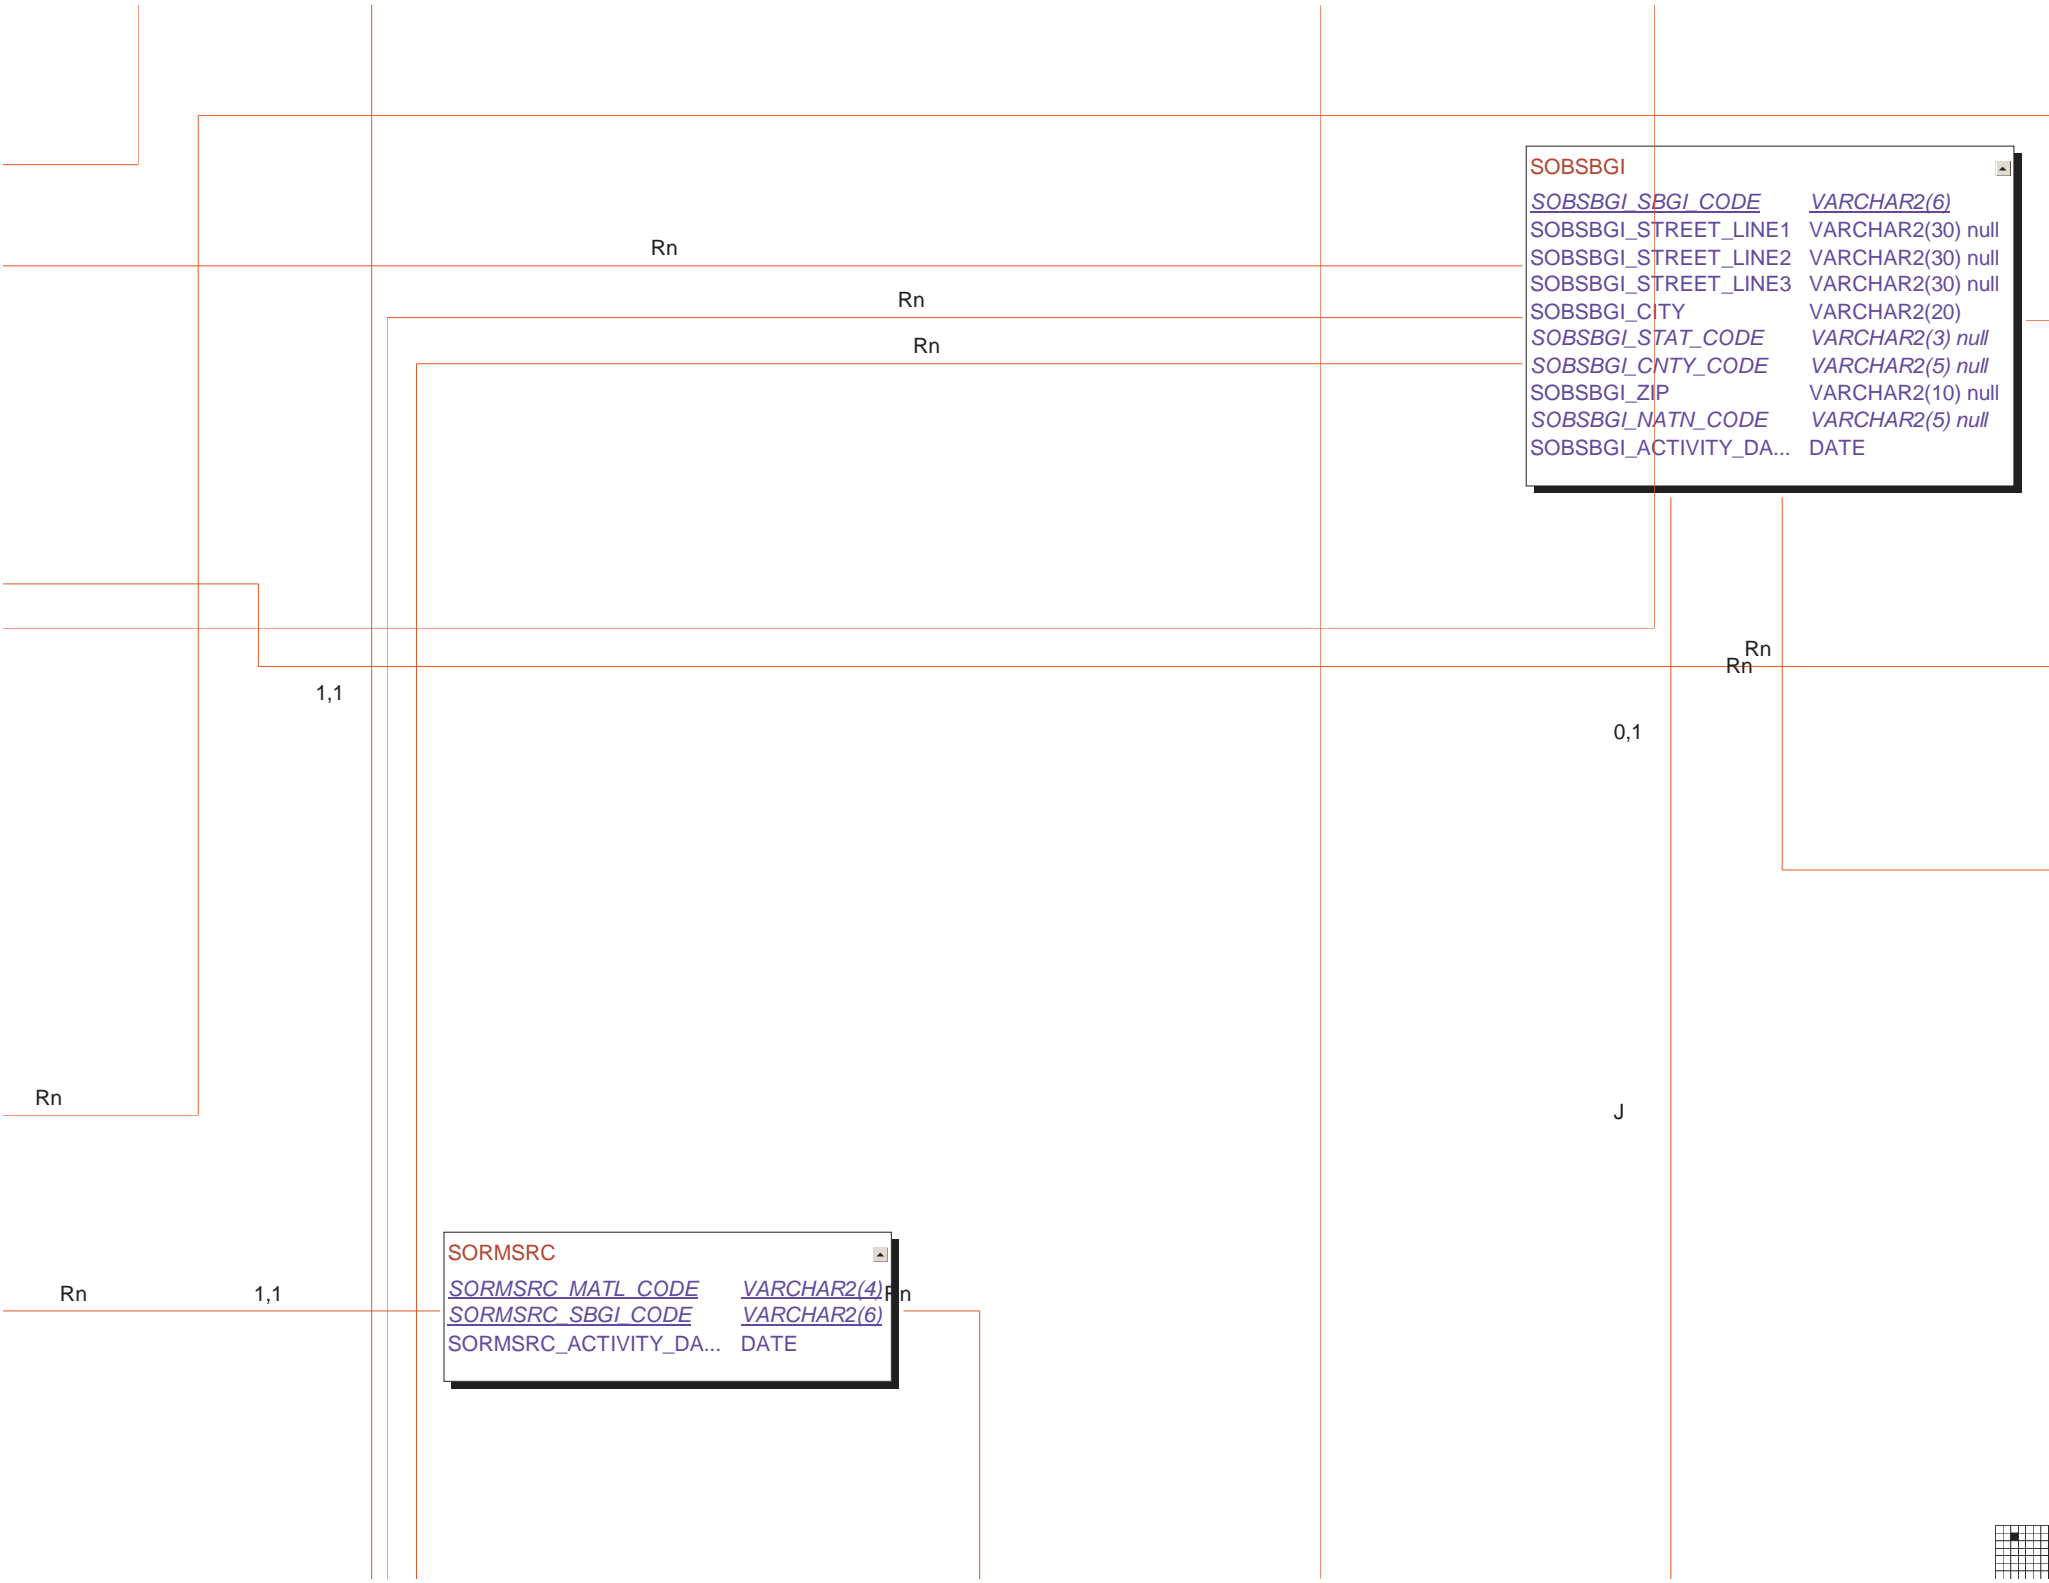 SOBSBGI
SOBSBGI_SBGI_CODE VARCHAR2(6)
SOBSBGI_STREET_LINE1 VARCHAR2(30) null
SOBSBGI_STREET_LINE2 VARCHAR2(30) null
SOBSBGI_STREET_LINE3 VARCHAR2(30) null
SOBSBGI_CITY VARCHAR2(20)
SOBSBGI_STAT_CODE VARCHAR2(3) null
SOBSBGI_CNTY_CODE VARCHAR2(5) null
SOBSBGI_ZIP VARCHAR2(10) null
SOBSBGI_NATN_CODE VARCHAR2(5) null
SOBSBGI_ACTIVITY_DA... DATE
Rn
Rn
Rn
Rn
Rn
1,1
0,1
Rn
J
SORMSRC
SORMSRC_MATL_CODE VARCHAR2(4)
SORMSRC_SBGI_CODE VARCHAR2(6)
SORMSRC_ACTIVITY_DA... DATE
Rn
1,1
Rn